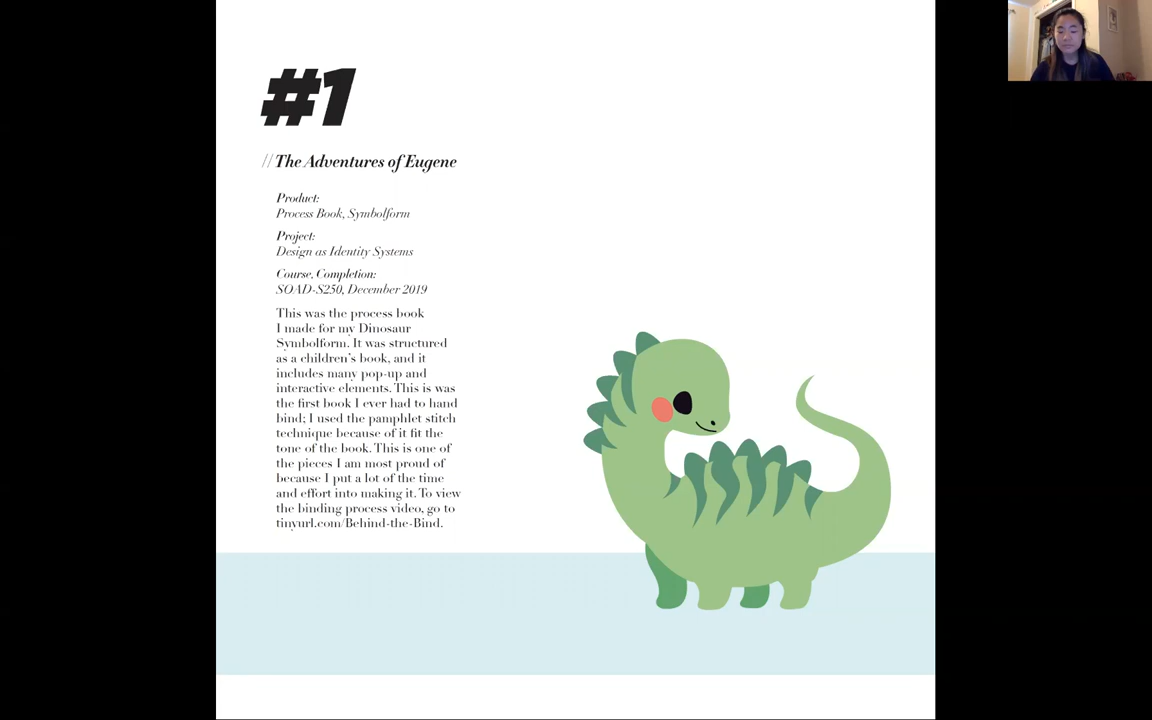 #1
// The Adventures of Eugene
Product:
Process Book, Symbolform
Project:
Design as Identity Systems
Course, Completion:
SOAD-S250, December 2019
This was the process book
I made for my Dinosaur
Symbolform. It was structured
as a children's book, and it
includes many pop-up and
interactive elements. This is was
the first book I ever had to hand
bind; I used the pamphlet stitch
technique because of it fit the
tone of the book. This is one of
the pieces I am most proud of
because I put a lot of the time
and effort into making it. To view
the binding process video, go to
tinyurl.com/Behind-the-Bind.